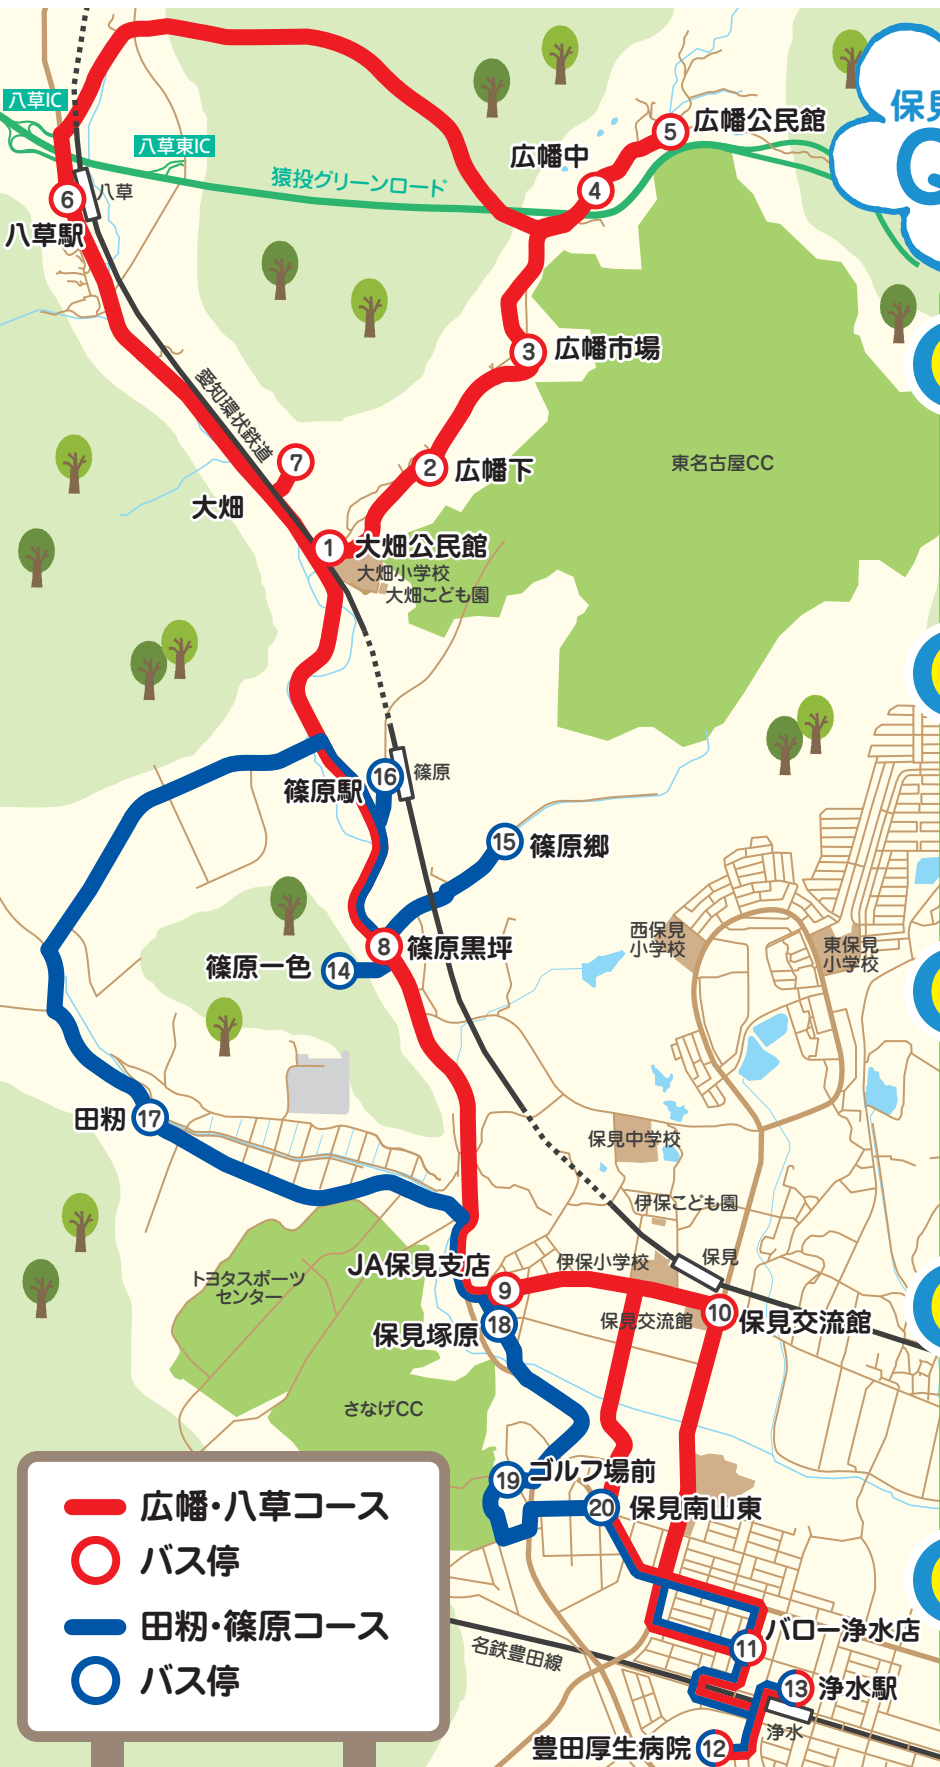 八草IC
八草東IC
猿投グリーンロード
保見
Q
5
広幡公民館
広幡中
4
八草
6
八草駅
3
広幡市場
愛知環状鉄道
7
2
広幡下
東名古屋CC
大畑
1
大畑公民館
大畑小学校
大畑こども園
篠原駅
16
篠原
15
篠原郷
8
篠原黒坪
篠原一色
14
西保見
小学校
東保見
小学校
田籾
17
保見中学校
伊保こども園
保見
伊保小学校
JA保見支店
9
トヨタスポーツ
センター
保見交流館
10
保見交流館
保見塚原
18
さなげCC
19
ゴルフ場前
20
保見南山東
広幡・八草コース
バス停
田籾・篠原コース
バス停
名鉄豊田線
11
バロー浄水店
13
浄水駅
浄水
豊田厚生病院
12